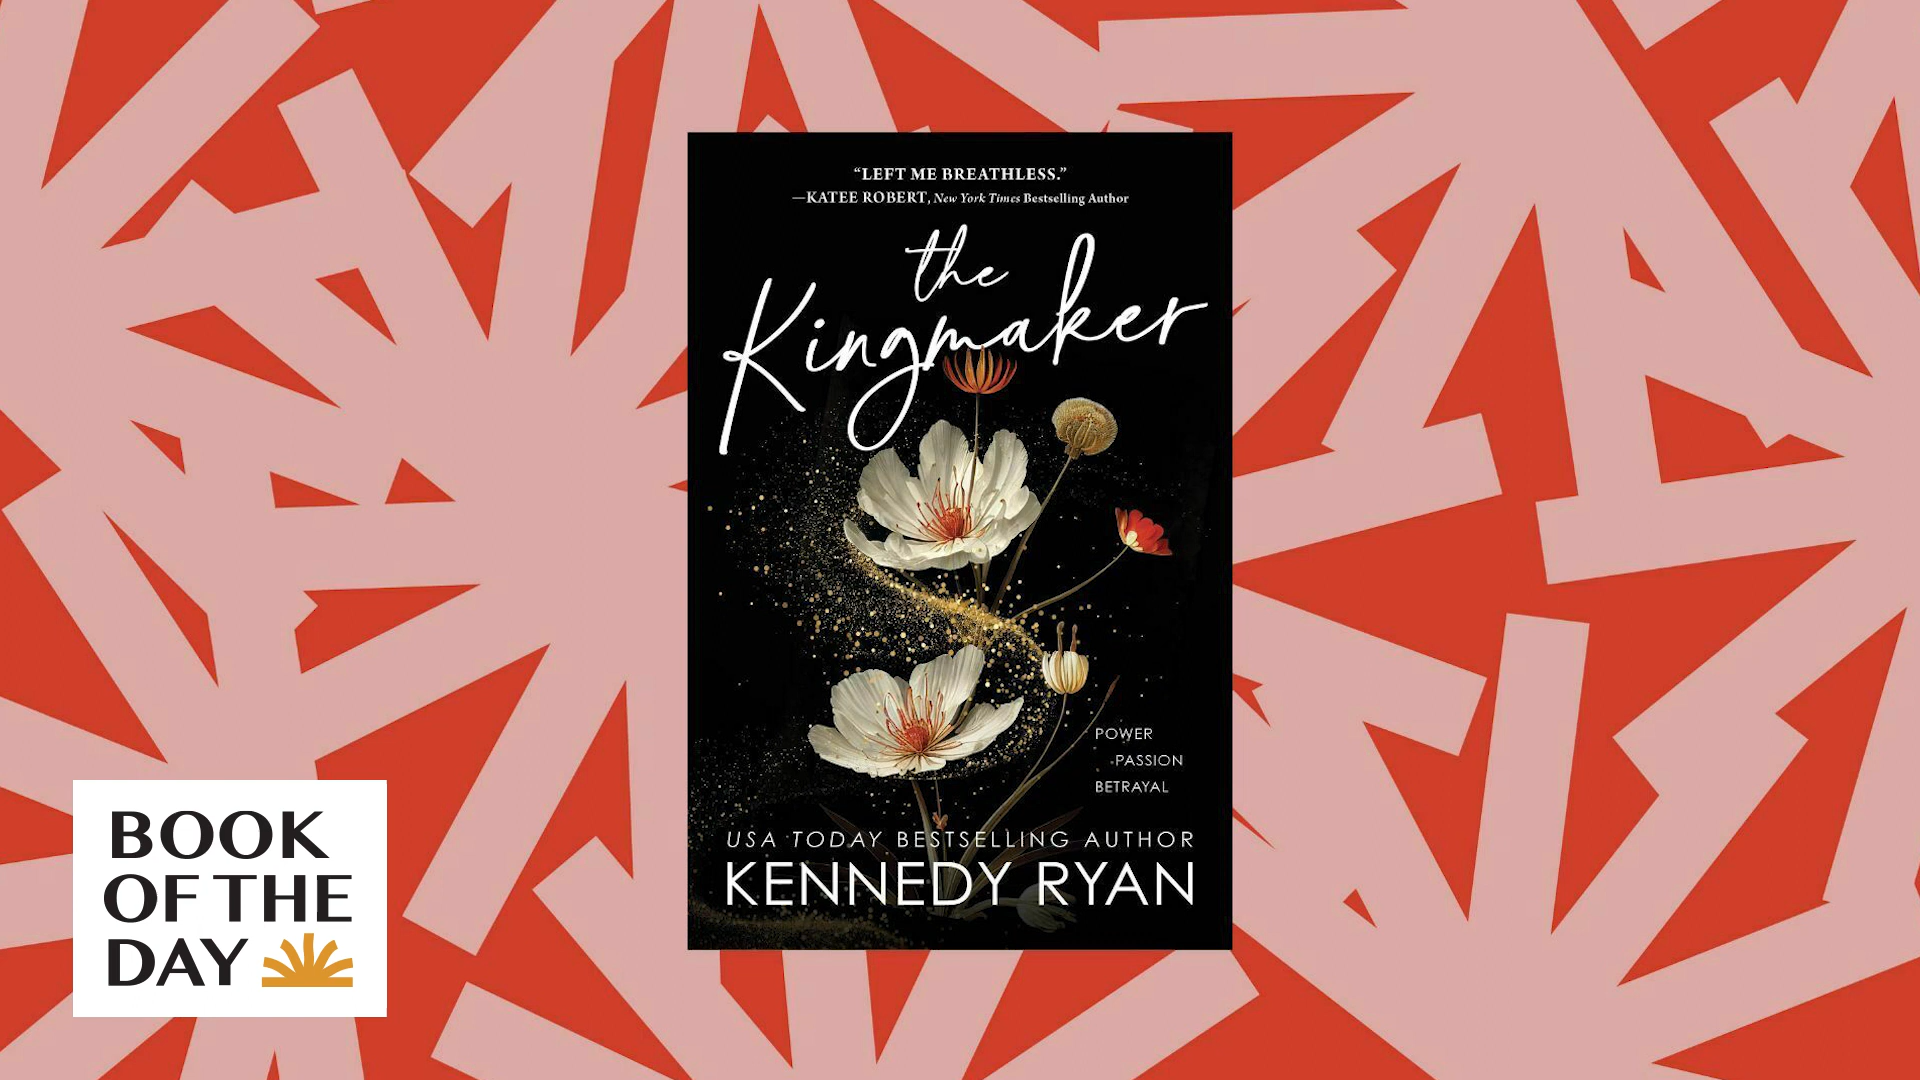 “LEFT ME BREATHLESS.”
—KATEE ROBERT, New York Times Bestselling Author
the
Kingmaker
POWER
PASSION
BETRAYAL
USA TODAY BESTSELLING AUTHOR
KENNEDY RYAN
BOOK
OF THE
DAY